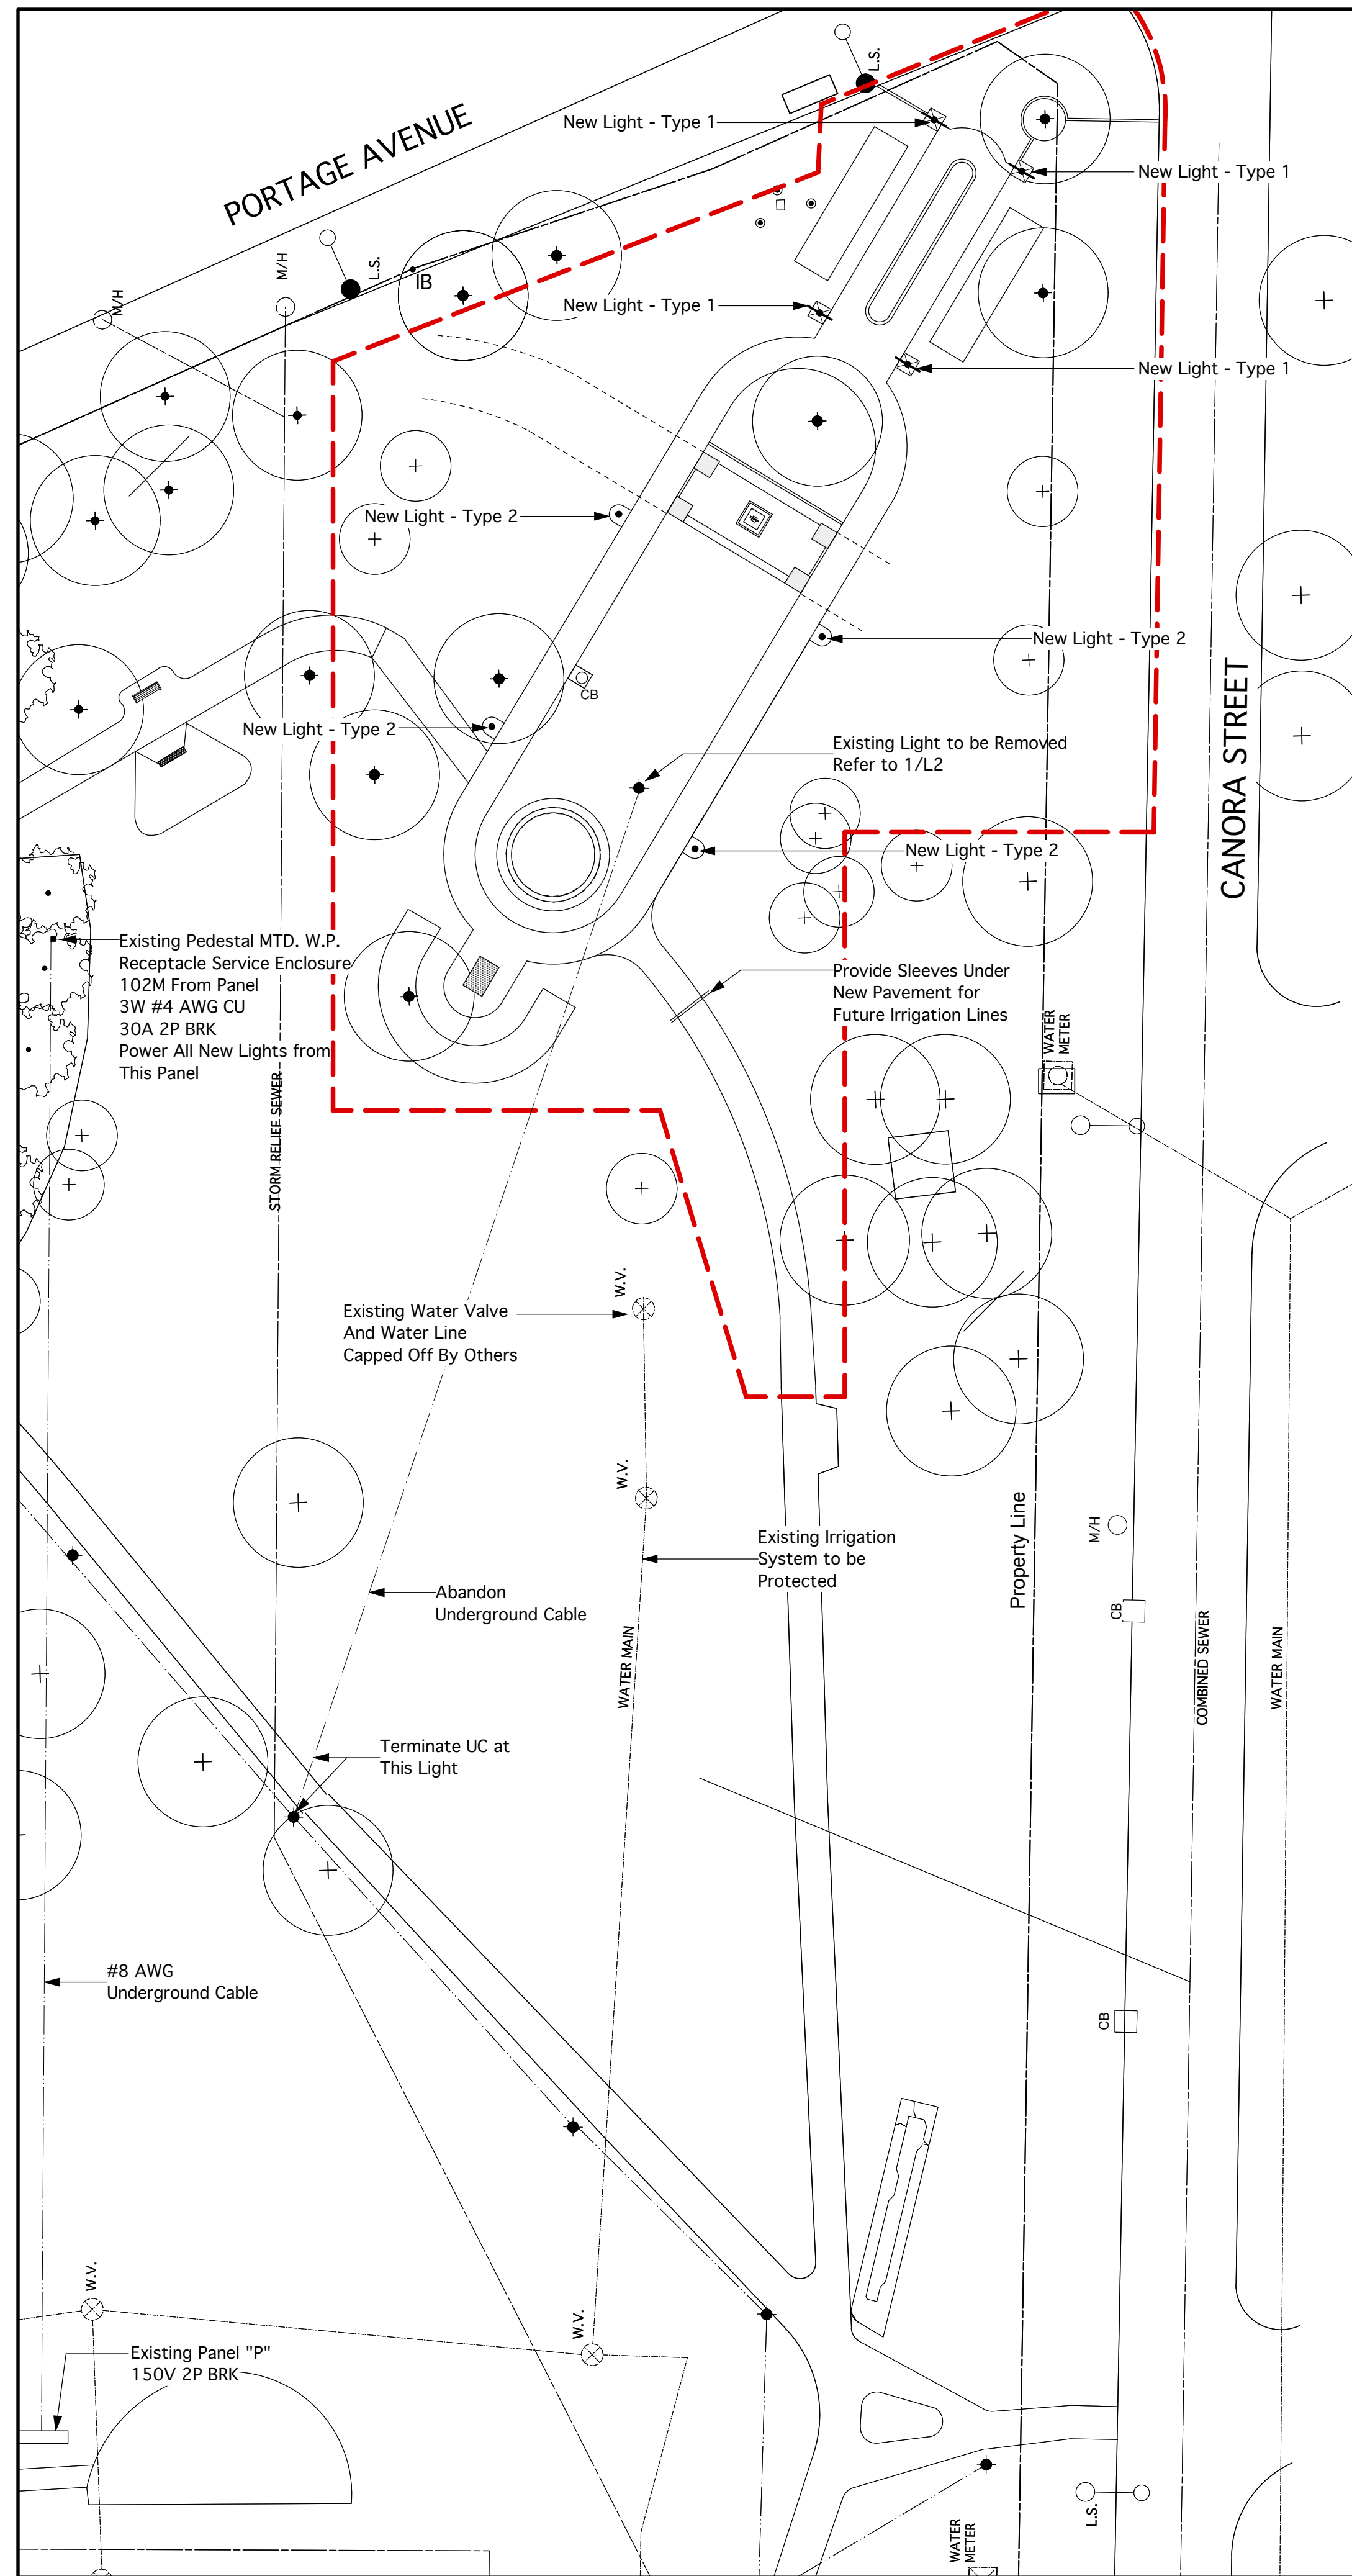 L.S.
PORTAGE AVENUE
New Light - Type 1
New Light - Type 1
M/H
L.S.
IB
M/H
New Light - Type 1
New Light - Type 1
New Light - Type 2
New Light - Type 2
CB
New Light - Type 2
CANORA STREET
Existing Light to be Removed
Refer to 1/L2
New Light - Type 2
Existing Pedestal MTD. W.P.
Receptacle Service Enclosure
102M From Panel
3W #4 AWG CU
30A 2P BRK
Power All New Lights from
This Panel
Provide Sleeves Under
New Pavement for
Future Irrigation Lines
WATER
METER
STORM RELIEF SEWER
W.V.
Existing Water Valve
And Water Line
Capped Off By Others
W.V.
Property Line
M/H
Existing Irrigation
System to be
Protected
Abandon
Underground Cable
CB
WATER MAIN
COMBINED SEWER
WATER MAIN
Terminate UC at
This Light
#8 AWG
Underground Cable
CB
W.V.
W.V.
Existing Panel "P"
150V 2P BRK
L.S.
WATER
METER